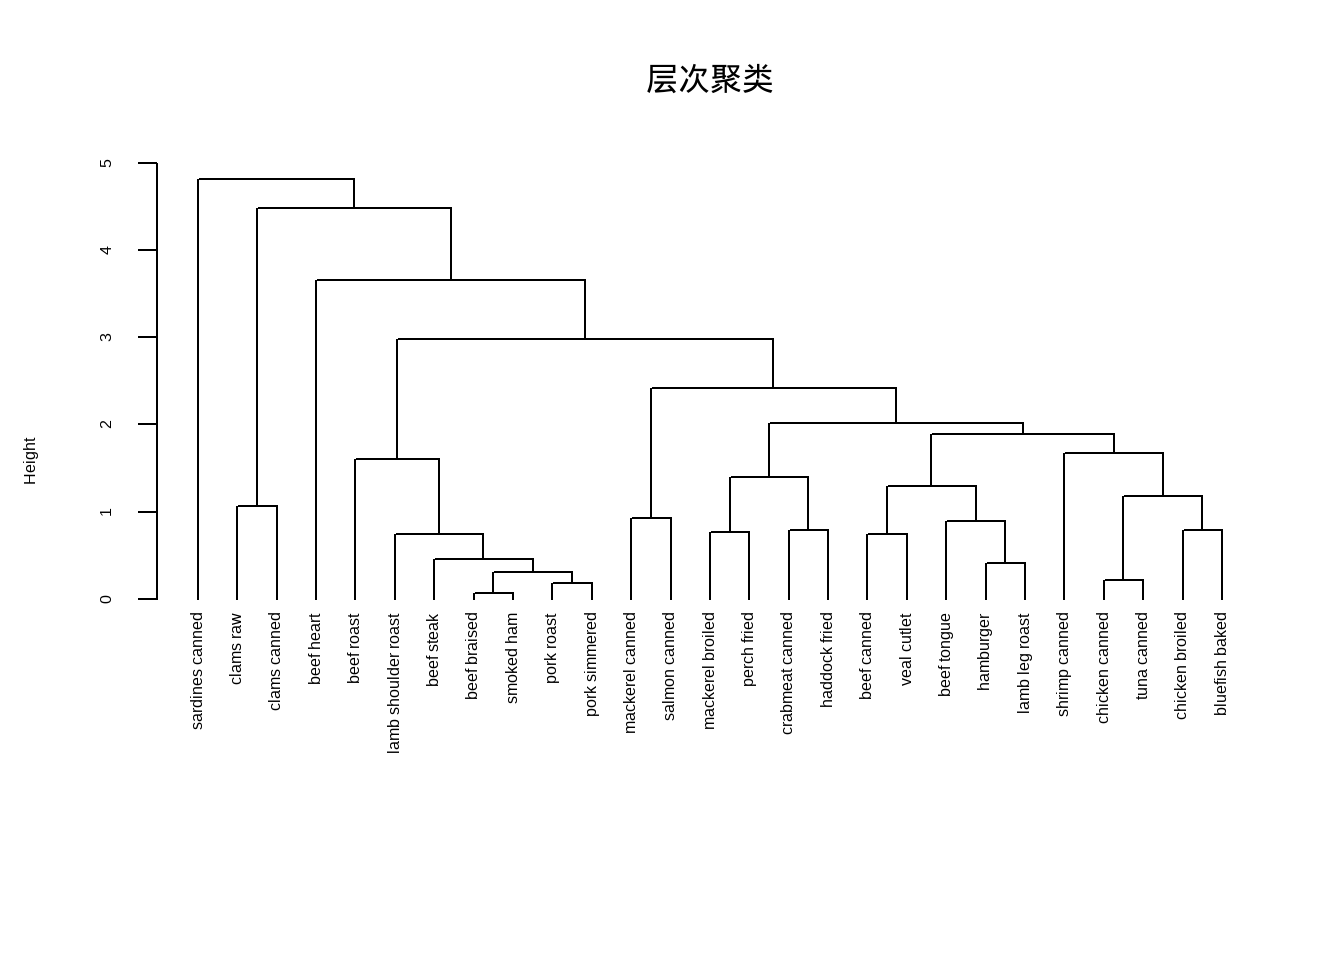 层次聚类
Height
5
4
3
2
1
0
sardines canned
clams raw
clams canned
beef heart
beef roast
lamb shoulder roast
beef steak
beef braised
smoked ham
pork roast
pork simmered
mackerel canned
salmon canned
mackerel broiled
perch fried
crabmeat canned
haddock fried
beef canned
veal cutlet
beef tongue
hamburger
lamb leg roast
shrimp canned
chicken canned
tuna canned
chicken broiled
bluefish baked